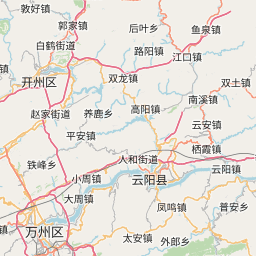 敦好镇
后叶乡
鱼泉镇
郭家镇
白鹤街道
路阳镇
江口镇
开州区
双龙镇
双土镇
南溪镇
赵家街道
养鹿乡
高阳镇
云安镇
平安镇
栖霞镇
铁峰乡
人和街道
云阳镇
小周镇
云阳县
大周镇
凤鸣镇
普安乡
万州区
太安镇
外郎乡